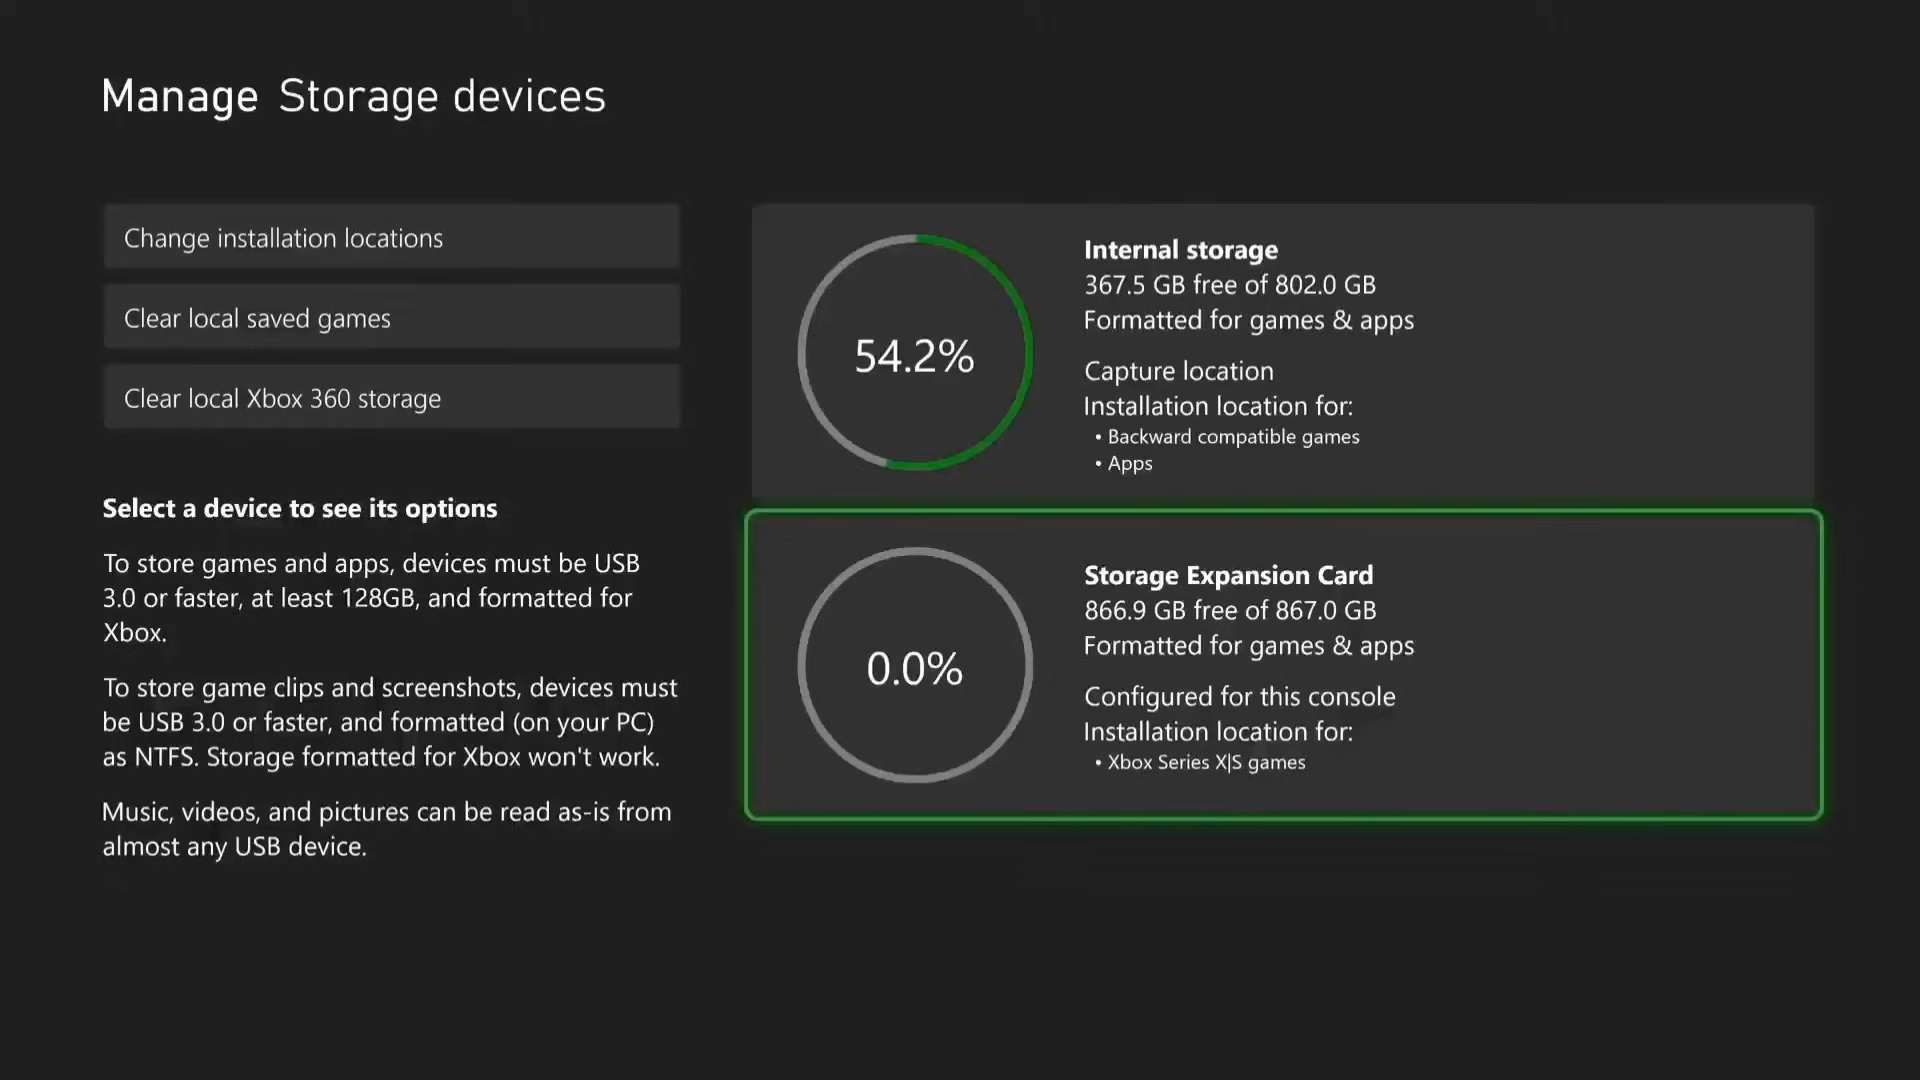 Manage Storage devices
Change installation locations
Clear local saved games
Clear local Xbox 360 storage
Select a device to see its options
To store games and apps, devices must be USB
3.0 or faster, at least 128GB, and formatted for
Xbox.
To store game clips and screenshots, devices must
be USB 3.0 or faster, and formatted (on your PC)
as NTFS. Storage formatted for Xbox won't work.
Music, videos, and pictures can be read as-is from
almost any USB device.
54.2%
Internal storage
367.5 GB free of 802.0 GB
Formatted for games & apps
Capture location
Installation location for:
• Backward compatible games
• Apps
0.0%
Storage Expansion Card
866.9 GB free of 867.0 GB
Formatted for games & apps
Configured for this console
Installation location for:
• Xbox Series X|S games